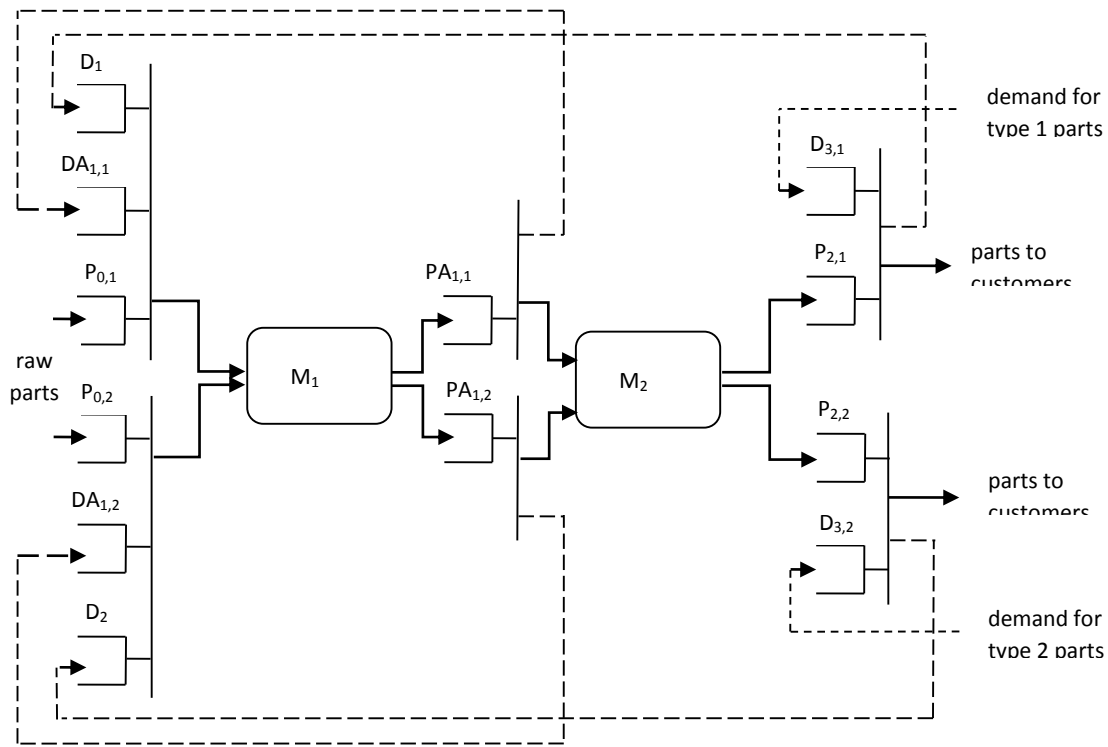 D1
demand for
type 1 parts
D3,1
DA1,1
P0,1
PA1,1
P2,1
parts to
customers
raw
parts
M1
M2
P0,2
PA1,2
P2,2
DA1,2
parts to
customers
D3,2
D2
demand for
type 2 parts